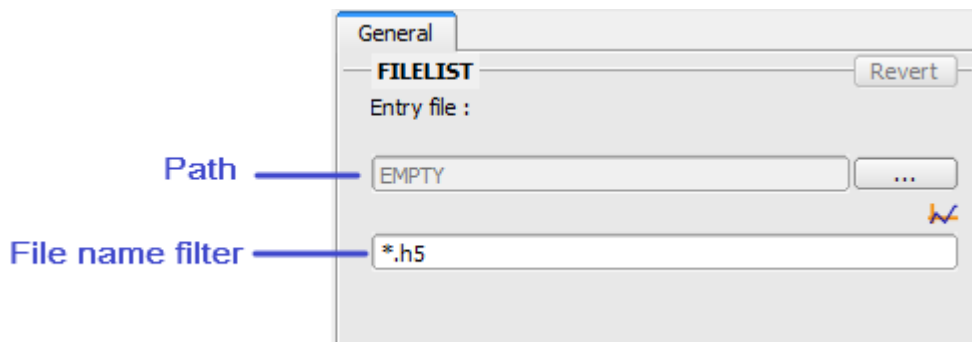 General
FILELIST Revert
Entry file :
Path EMPTY ...
File name filter *.h5